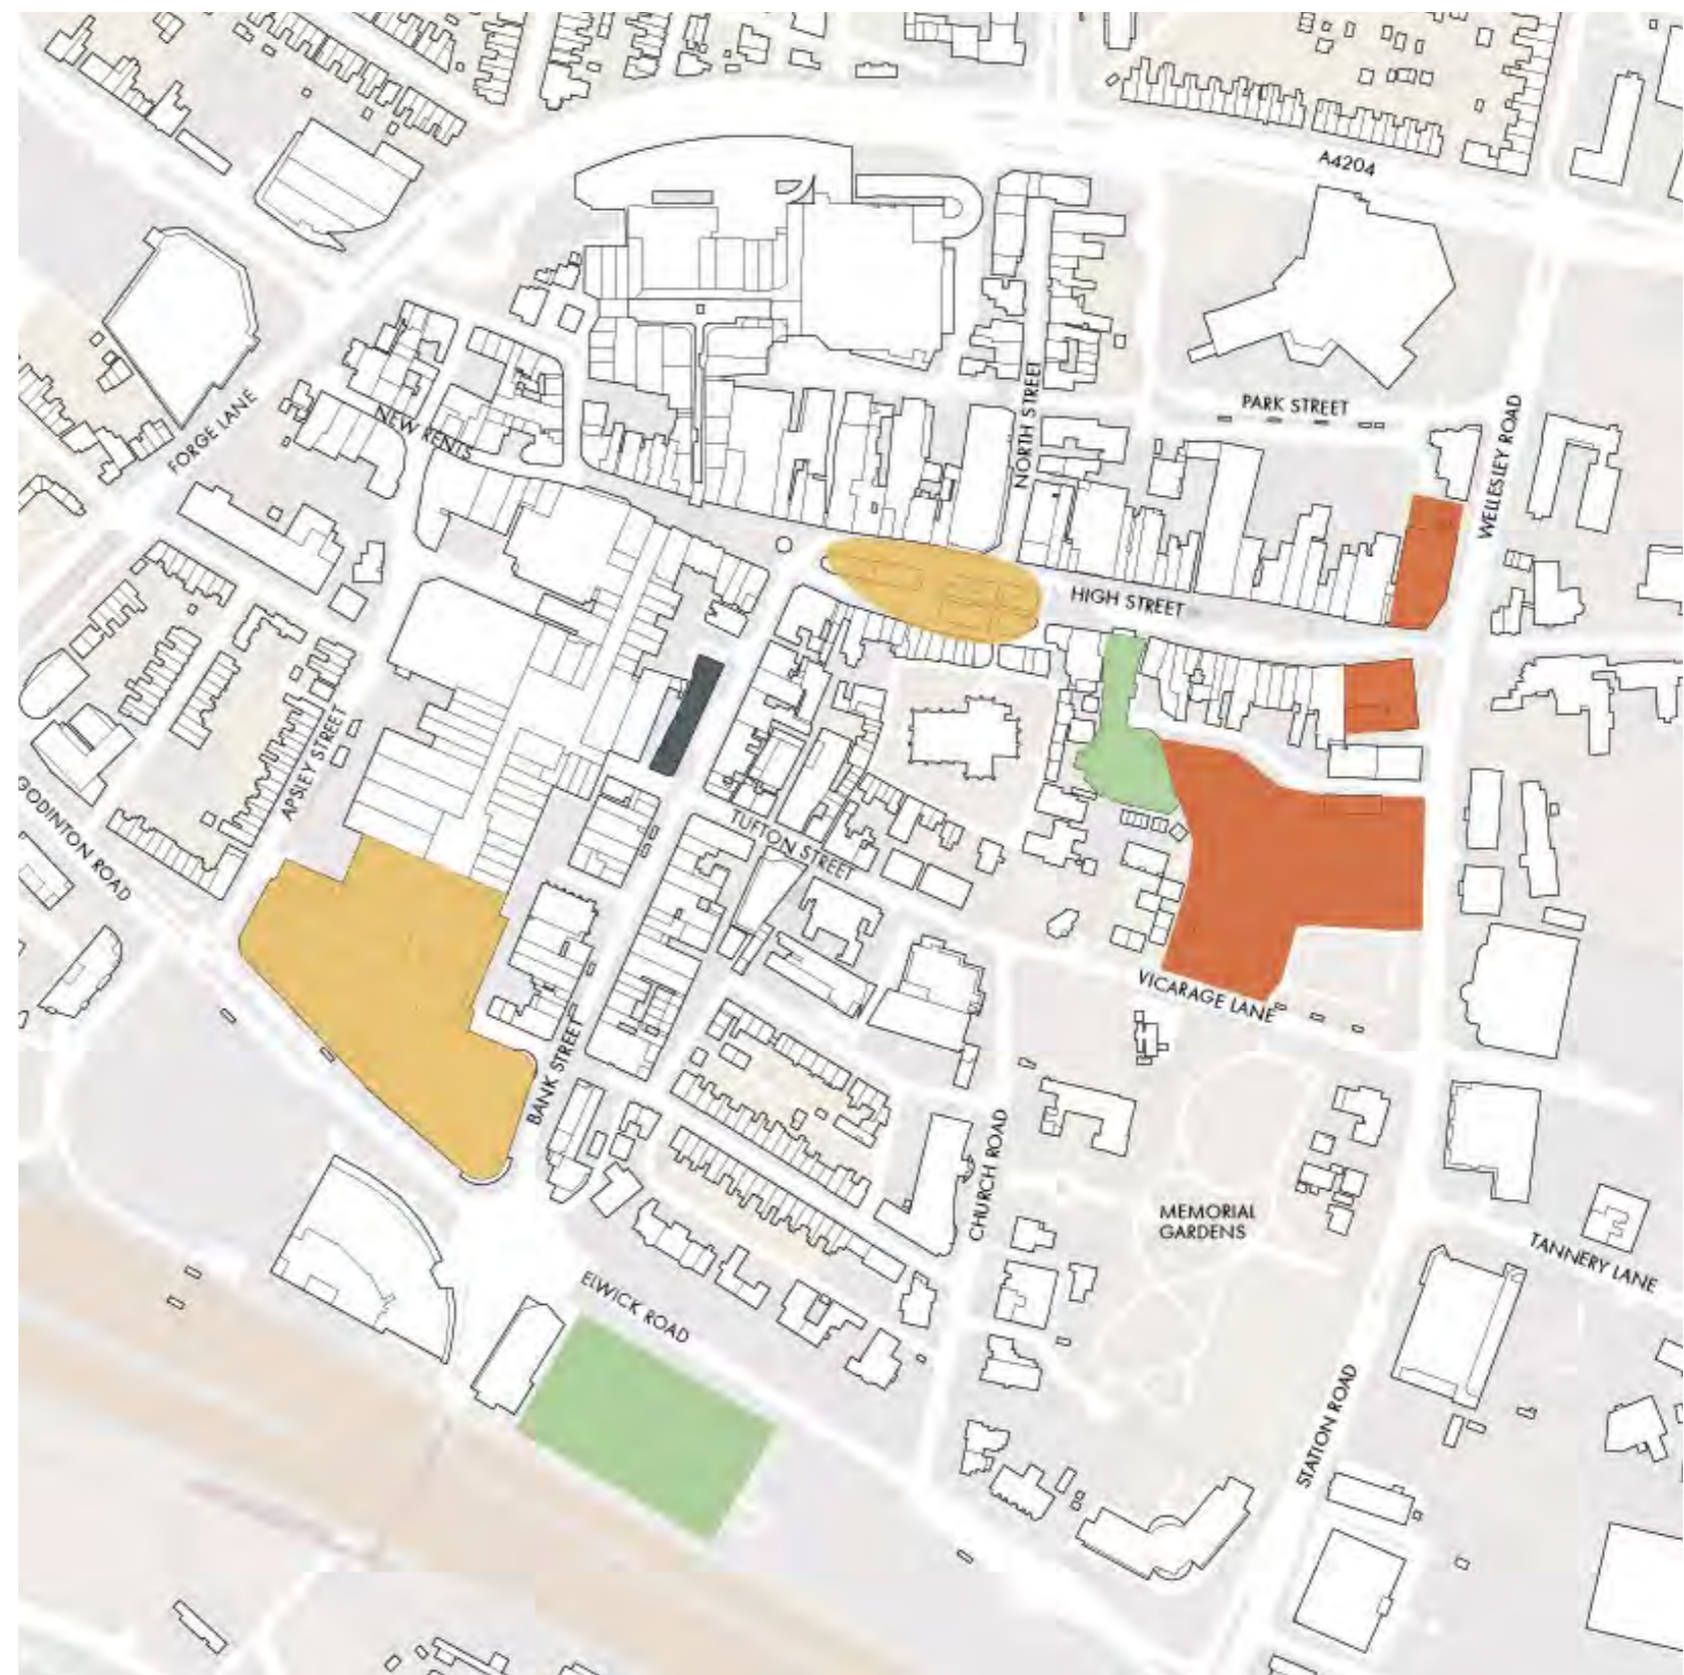 A4204
PARK STREET
NORTH STREET
WELLESLEY ROAD
NEW RENTS
FORGE LANE
HIGH STREET
APSLEY STREET
GODINTON ROAD
TUFTON STREET
VICARAGE LANE
BANK STREET
CHURCH ROAD
MEMORIAL
GARDENS
TANNERY LANE
ELWICK ROAD
STATION ROAD